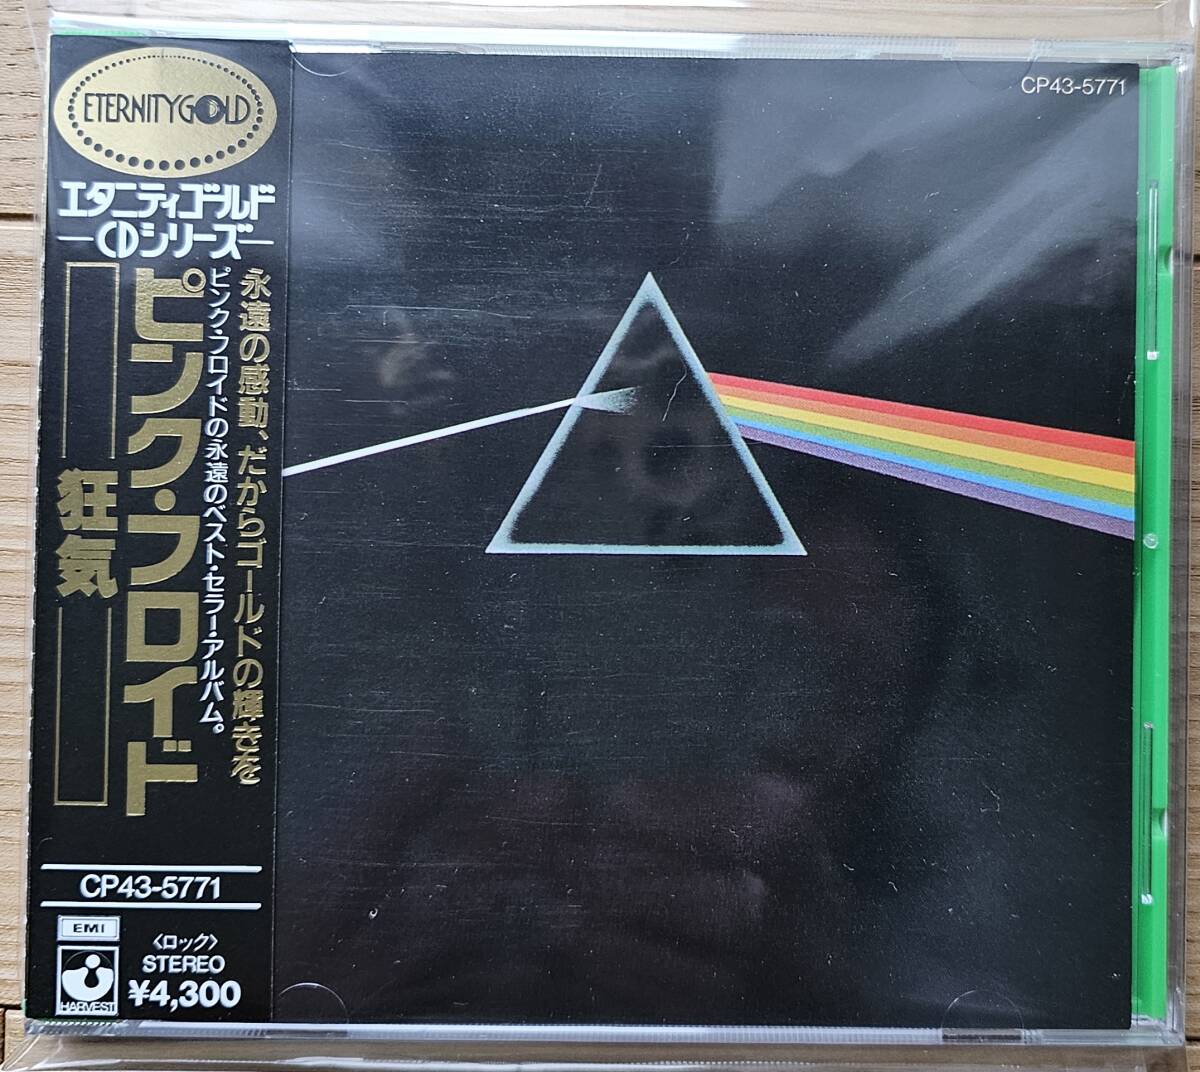 ETERNITY GOLD
エタニティゴールド
CDシリーズ
永遠の感動、だからゴールドの輝きを
ピンク・フロイドの永遠のベスト・セラー・アルバム。
ピンク・フロイド
狂気
CP43-5771
EMI
HARVEST
〈ロック〉
STEREO
¥4,300
CP43-5771